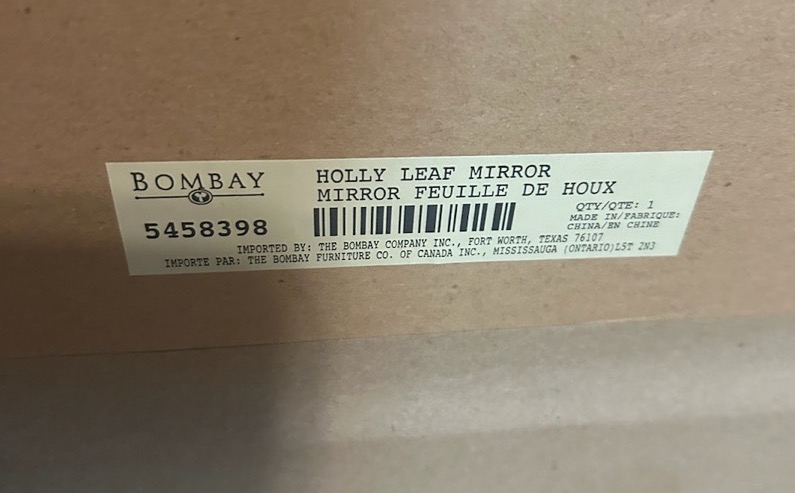 BOMBAY
HOLLY LEAF MIRROR
MIRROR FEUILLE DE HOUX
5458398
QTY/QTE: 1
MADE IN/FABRIQUE:
CHINA/EN CHINE
IMPORTED BY: THE BOMBAY COMPANY INC., FORT WORTH, TEXAS 76107
IMPORTE PAR: THE BOMBAY FURNITURE CO. OF CANADA INC., MISSISSAUGA (ONTARIO)L5T 2N3